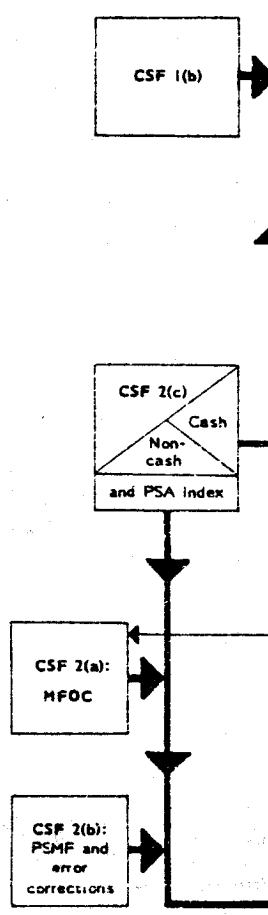 CSF 1(b)
CSF 2(c)
Cash
Non-
cash
and PSA index
CSF 2(a):
MFOC
CSF 2(b):
PSMF and
error
corrections